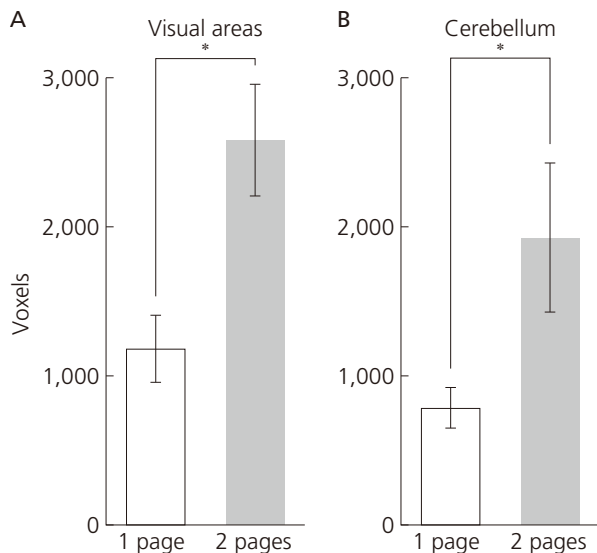 A
Visual areas
*
3,000
2,000
1,000
0
Voxels
1 page
2 pages
B
Cerebellum
*
3,000
2,000
1,000
0
1 page
2 pages